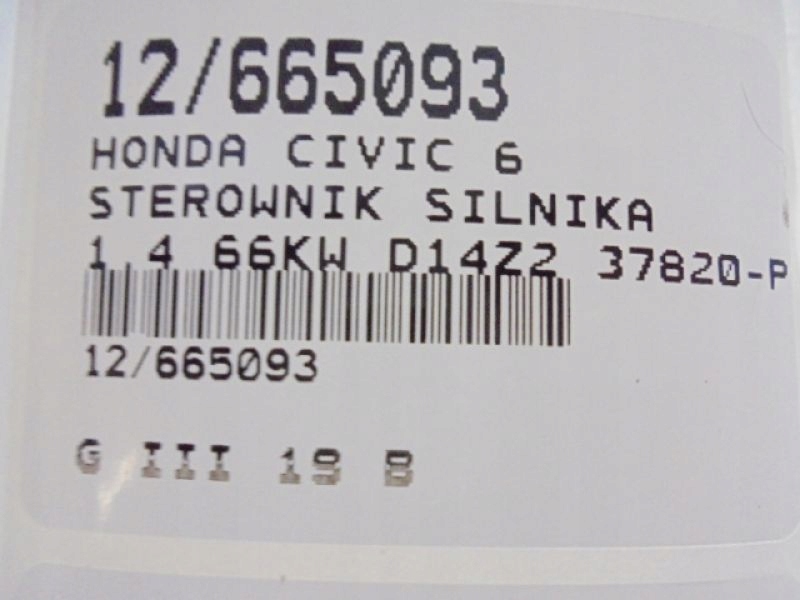 12/665093
HONDA CIVIC 6
STEROWNIK SILNIKA
1.4 66KW D14Z2 37820-P
12/665093
G III 19 B